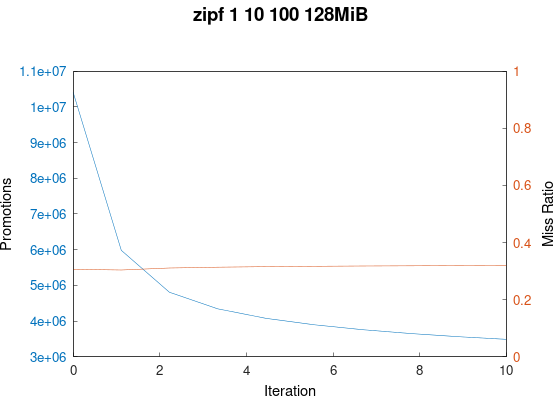 zipf 1 10 100 128MiB
1.1e+07
1e+07
9e+06
8e+06
7e+06
6e+06
5e+06
4e+06
3e+06
Promotions
1
0.8
0.6
0.4
0.2
0
Miss Ratio
0 2 4 6 8 10
Iteration